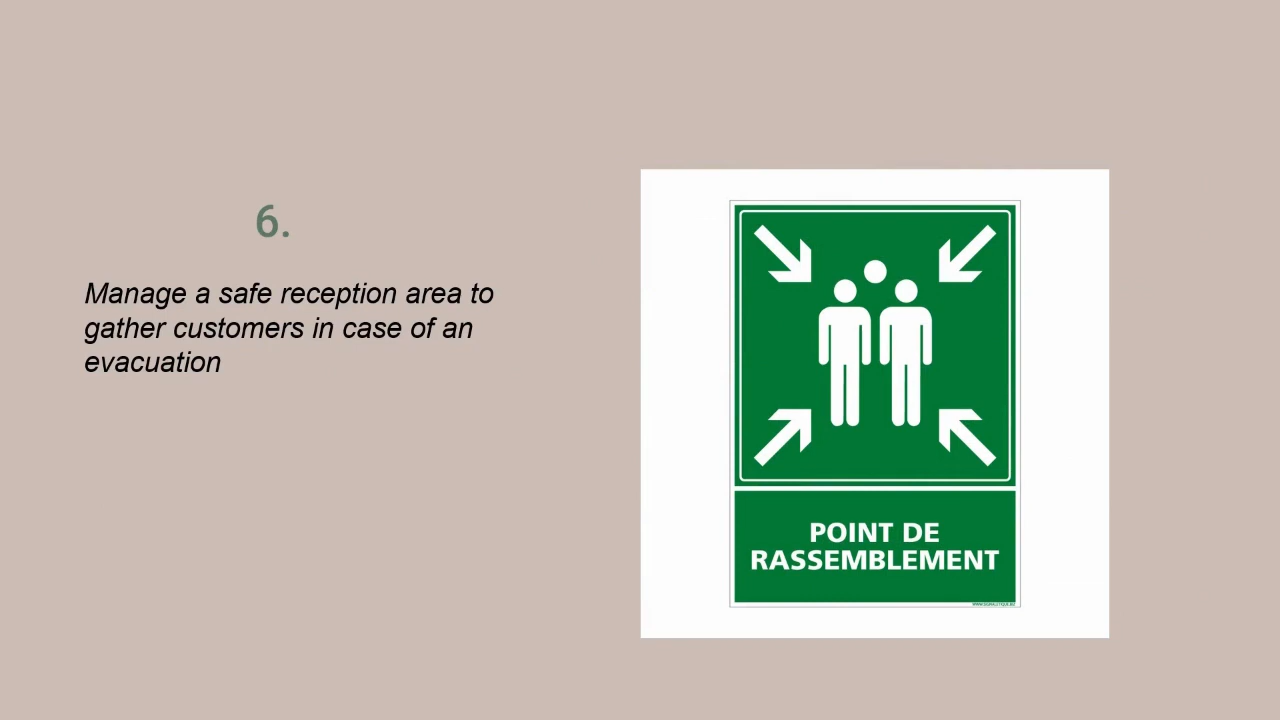 6.
Manage a safe reception area to
gather customers in case of an
evacuation
POINT DE
RASSEMBLEMENT